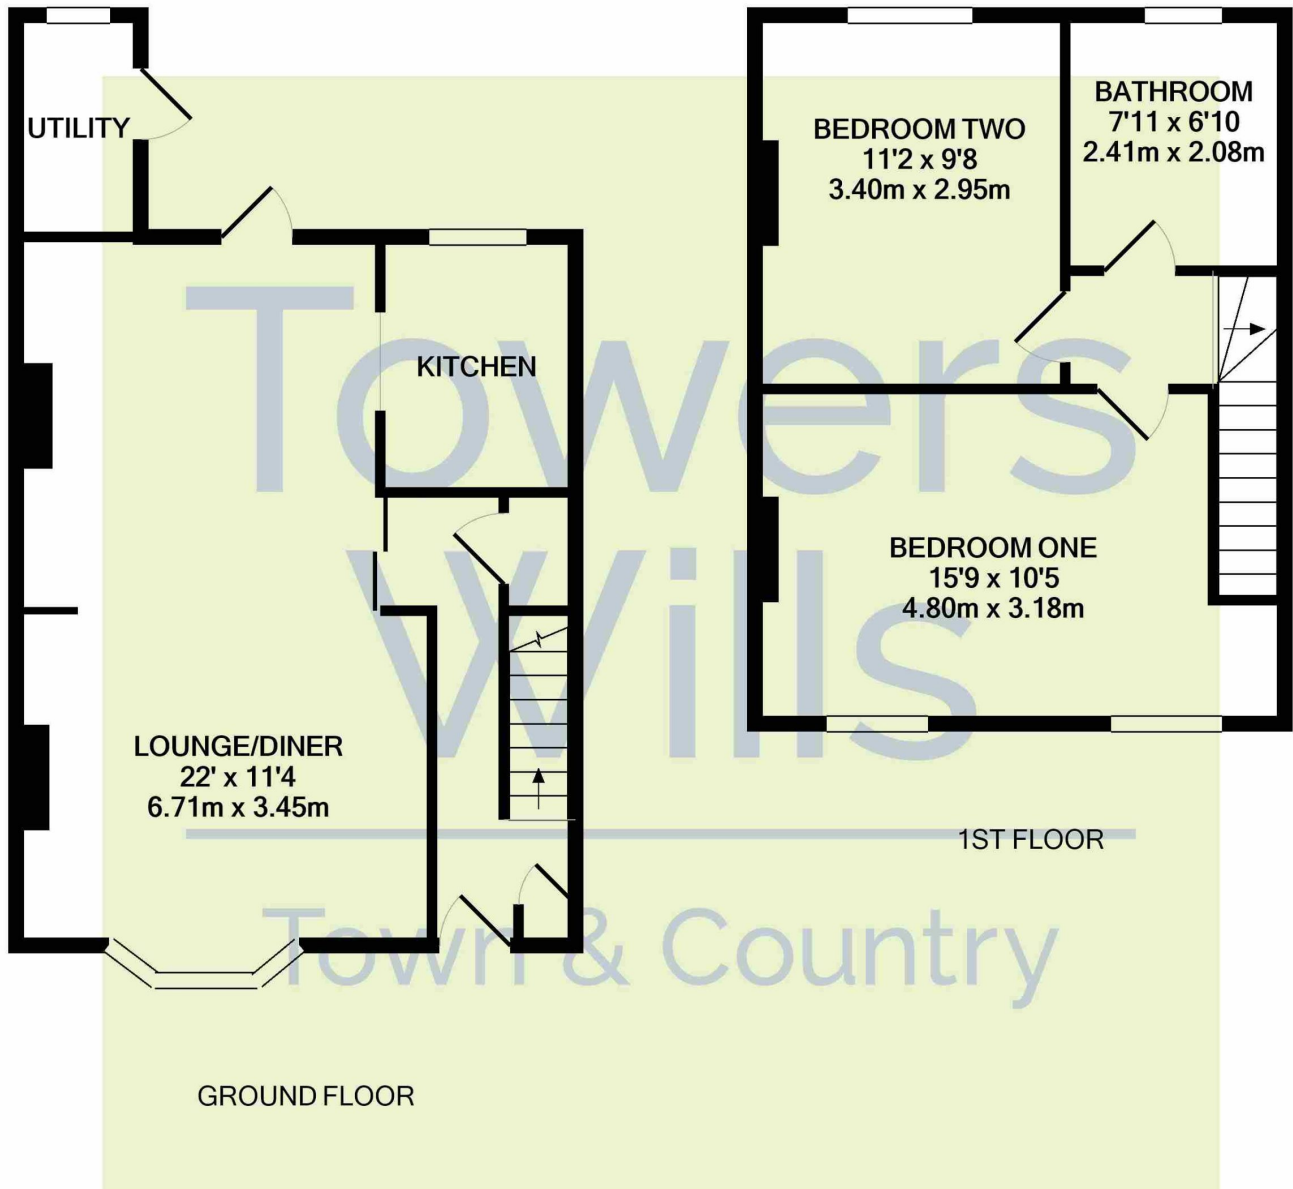 UTILITY
KITCHEN
LOUNGE/DINER
22' x 11'4
6.71m x 3.45m
GROUND FLOOR
BEDROOM TWO
11'2 x 9'8
3.40m x 2.95m
BATHROOM
7'11 x 6'10
2.41m x 2.08m
BEDROOM ONE
15'9 x 10'5
4.80m x 3.18m
1ST FLOOR
Towers
Wills
Town & Country